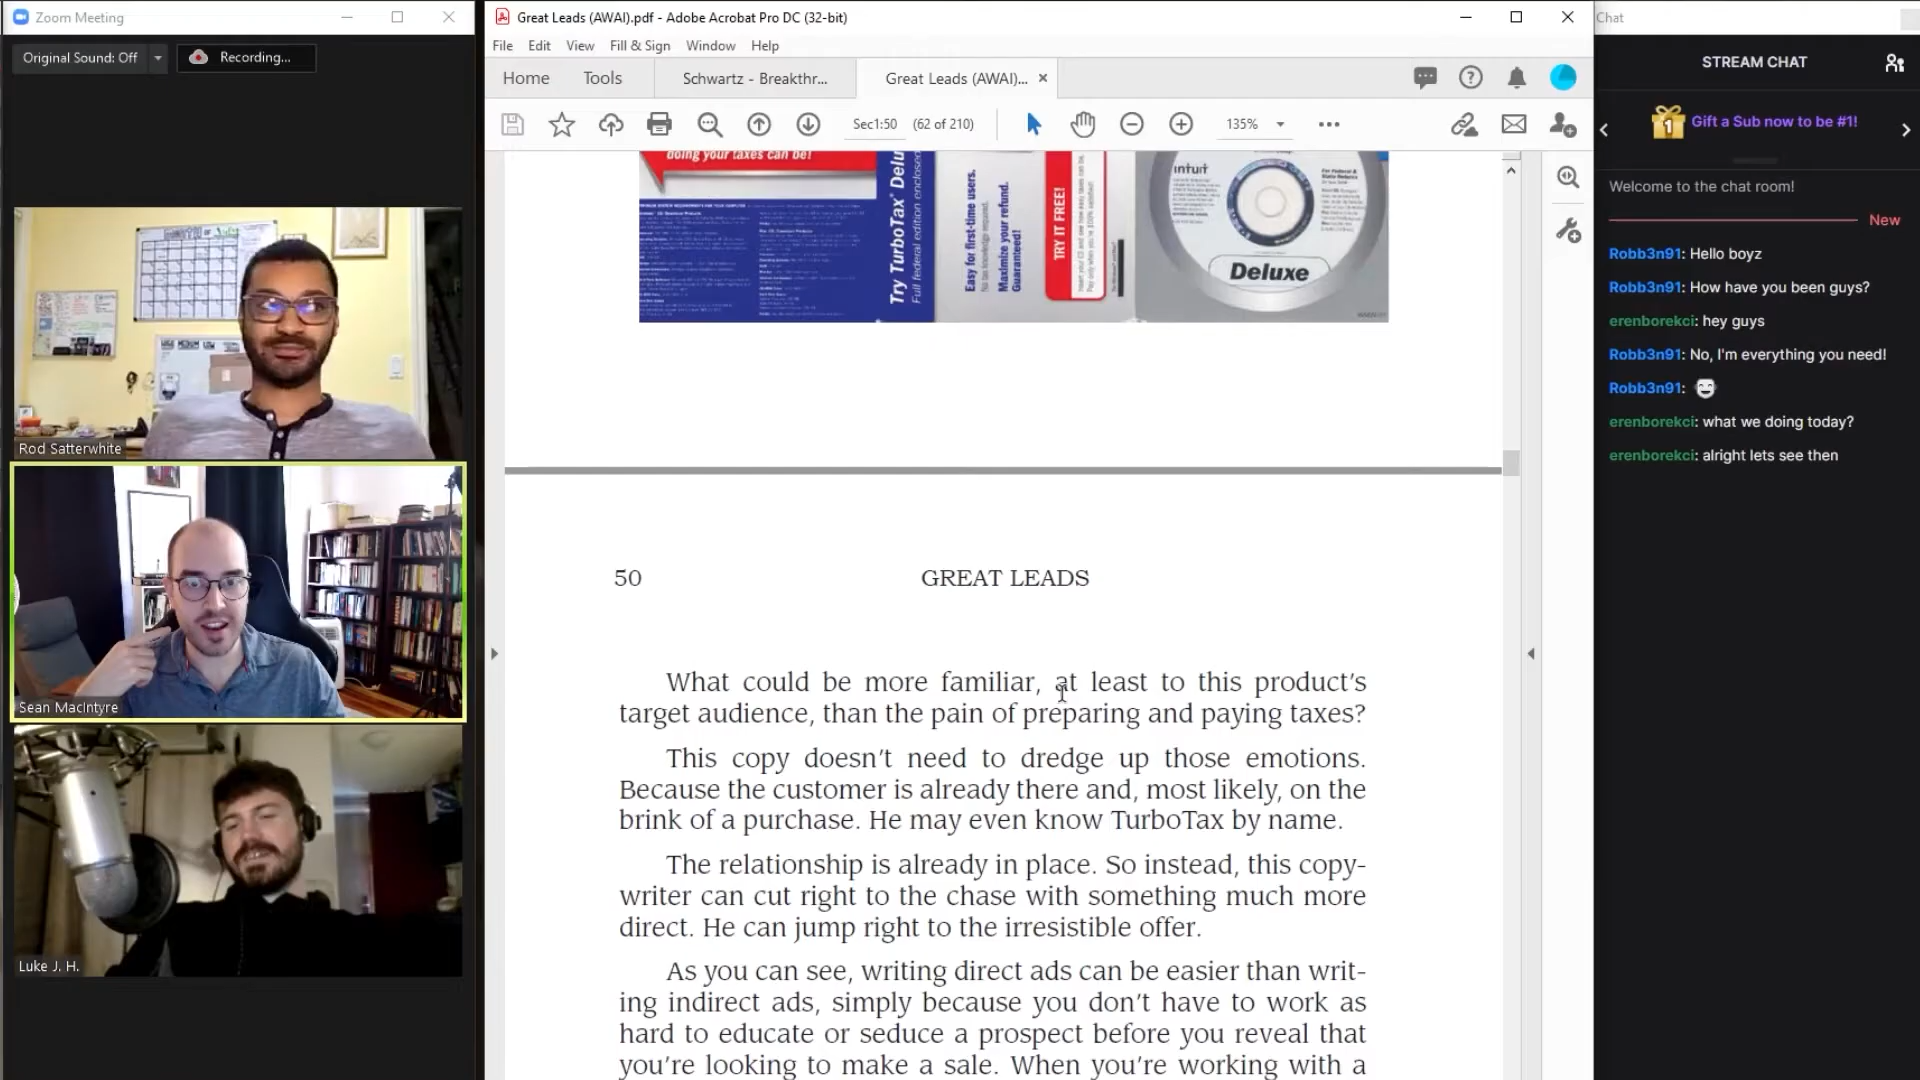 Zoom Meeting
Original Sound: Off
Recording...
Rod Satterwhite
Sean MacIntyre
Luke J. H.
Great Leads (AWAI).pdf - Adobe Acrobat Pro DC (32-bit)
File Edit View Fill & Sign Window Help
Home Tools Schwartz - Breakthr... Great Leads (AWAI)...
Sec1:50 (62 of 210) 135%
doing your taxes can be!
Try TurboTax Delu
Full federal edition enclosed
Easy for first-time users.
No tax knowledge required.
Maximize your refund.
Guaranteed!
TRY IT FREE!
intuit
Deluxe
50 GREAT LEADS
What could be more familiar, at least to this product's
target audience, than the pain of preparing and paying taxes?
This copy doesn't need to dredge up those emotions.
Because the customer is already there and, most likely, on the
brink of a purchase. He may even know TurboTax by name.
The relationship is already in place. So instead, this copy-
writer can cut right to the chase with something much more
direct. He can jump right to the irresistible offer.
As you can see, writing direct ads can be easier than writ-
ing indirect ads, simply because you don't have to work as
hard to educate or seduce a prospect before you reveal that
you're looking to make a sale. When you're working with a
Chat
STREAM CHAT
1
Gift a Sub now to be #1!
Welcome to the chat room!
New
Robb3n91: Hello boyz
Robb3n91: How have you been guys?
erenborekci: hey guys
Robb3n91: No, I'm everything you need!
Robb3n91:
erenborekci: what we doing today?
erenborekci: alright lets see then